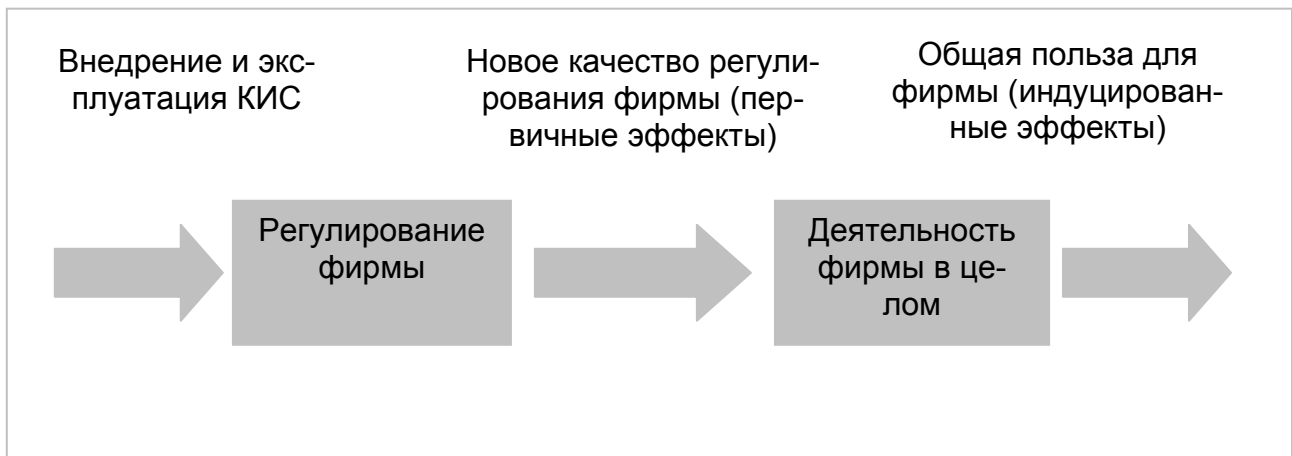 Внедрение и экс-
плуатация КИС
Новое качество регули-
рования фирмы (пер-
вичные эффекты)
Общая польза для
фирмы (индуцирован-
ные эффекты)
Регулирование
фирмы
Деятельность
фирмы в це-
лом